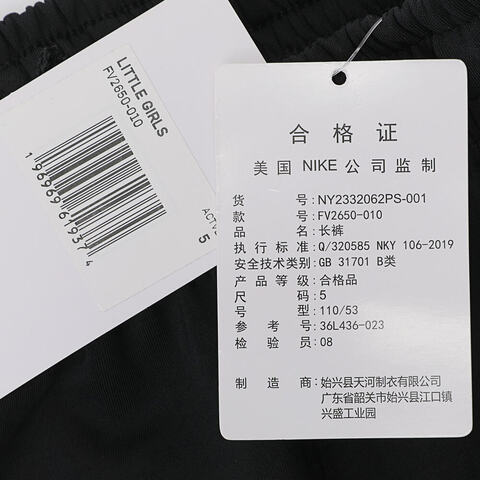 LITTLE GIRLS
FV2650-010
5
合格证
美国 NIKE 公司监制
货号:NY2332062PS-001
款号:FV2650-010
品名:长裤
执行标准:Q/320585 NKY 106-2019
安全技术类别:GB 31701 B类
产品等级:合格品
尺码:5
号型:110/53
参考号:36L436-023
检验员:08
制造商:始兴县天河制衣有限公司
广东省韶关市始兴县江口镇
兴盛工业园